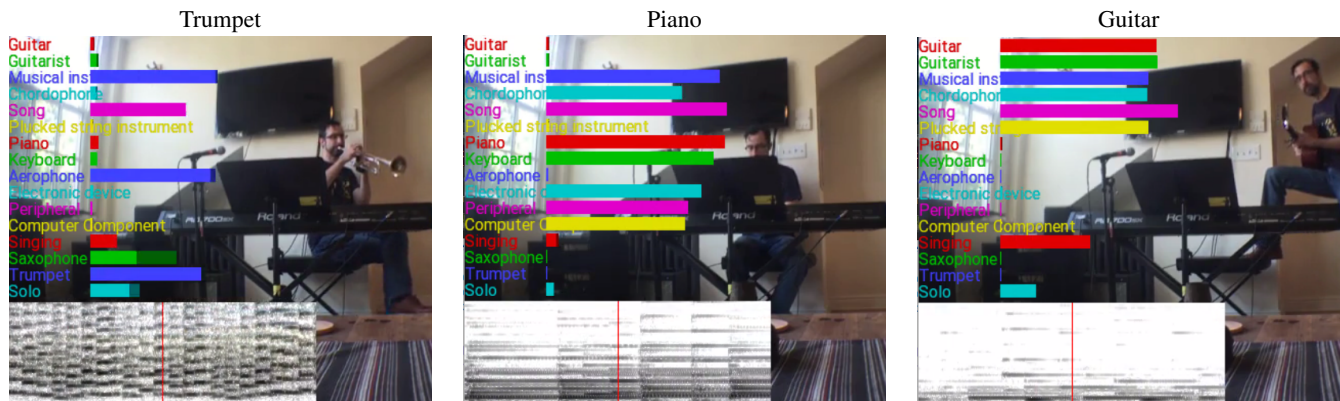 Trumpet
Guitar
Guitarist
Musical ins
Chordophone
Song
Plucked string instrument
Piano
Keyboard
Aerophone
Electronic device
Peripheral
Computer Component
Singing
Saxophone
Trumpet
Solo
Roland
Piano
Guitar
Guitarist
Musical inst
Chordophone
Song
Plucked string instrument
Piano
Keyboard
Aerophone
Electronic d
Peripheral
Computer C
Singing
Saxophone
Trumpet
Solo
Roland
Guitar
Guitar
Guitarist
Musical inst
Chordophon
Song
Plucked str
Piano
Keyboard
Aerophone
Electronic device
Peripheral
Computer Component
Singing
Saxophone
Trumpet
Solo
Roland